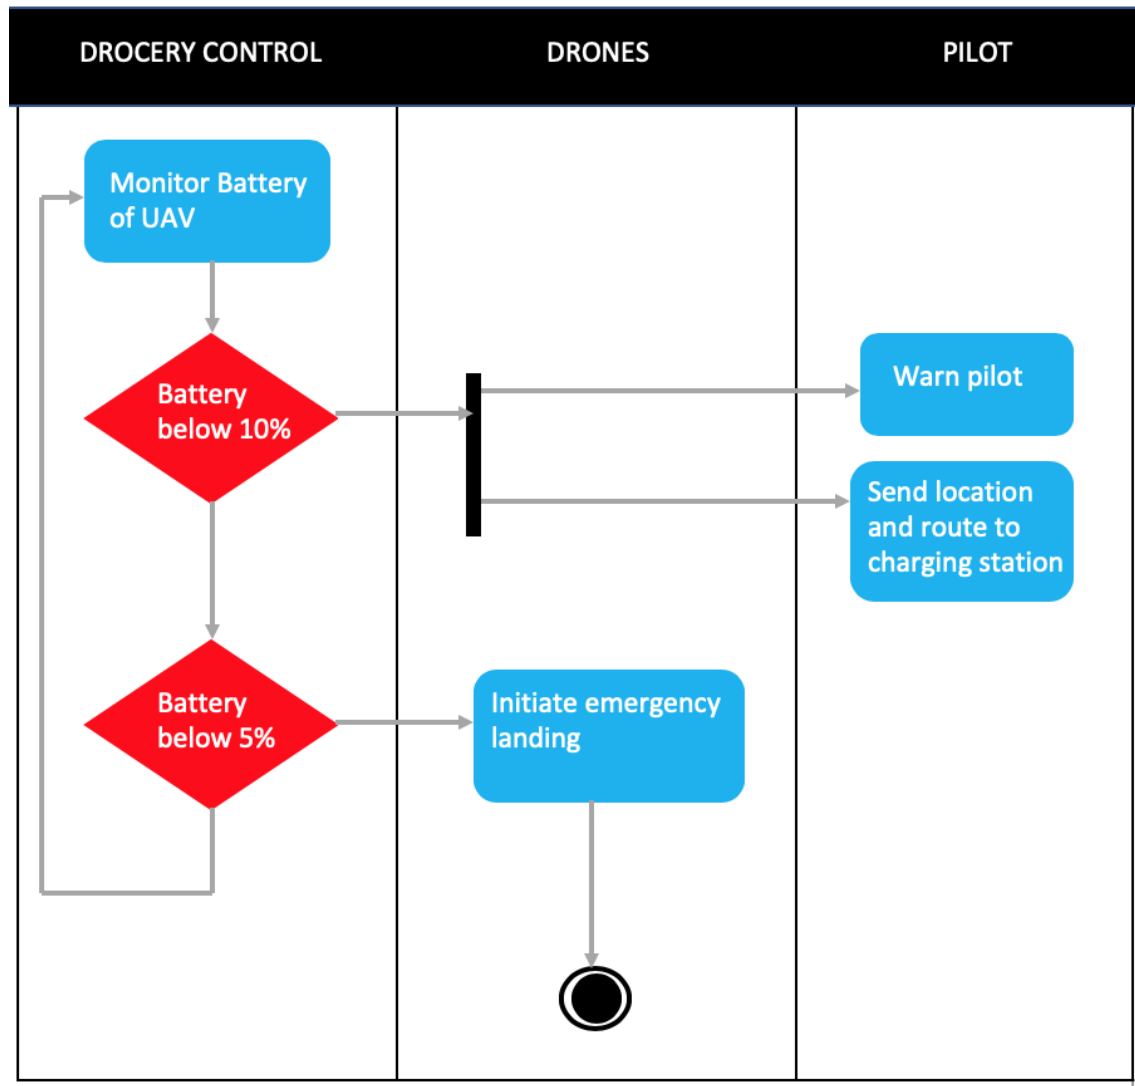 DROCERY CONTROL
DRONES
PILOT
Monitor Battery
of UAV
Battery
below 10%
Warn pilot
Send location
and route to
charging station
Battery
below 5%
Initiate emergency
landing